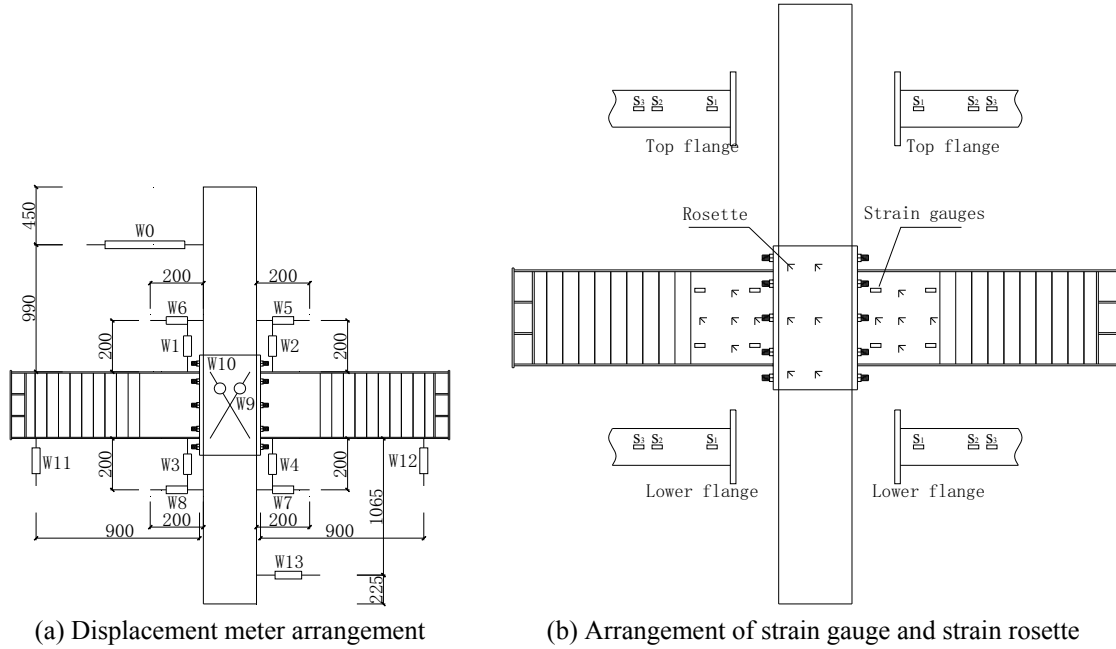 450
990
W0
200
200
W6
W5
200
W1
W2
200
W10
W9
W11
W12
200
W3
W4
200
W8
W7
200
200
900
900
1065
W13
225
(a) Displacement meter arrangement
S3 S2 S1
S1 S2 S3
Top flange
Top flange
Rosette
Strain gauges
S3 S2 S1
S1 S2 S3
Lower flange
Lower flange
(b) Arrangement of strain gauge and strain rosette